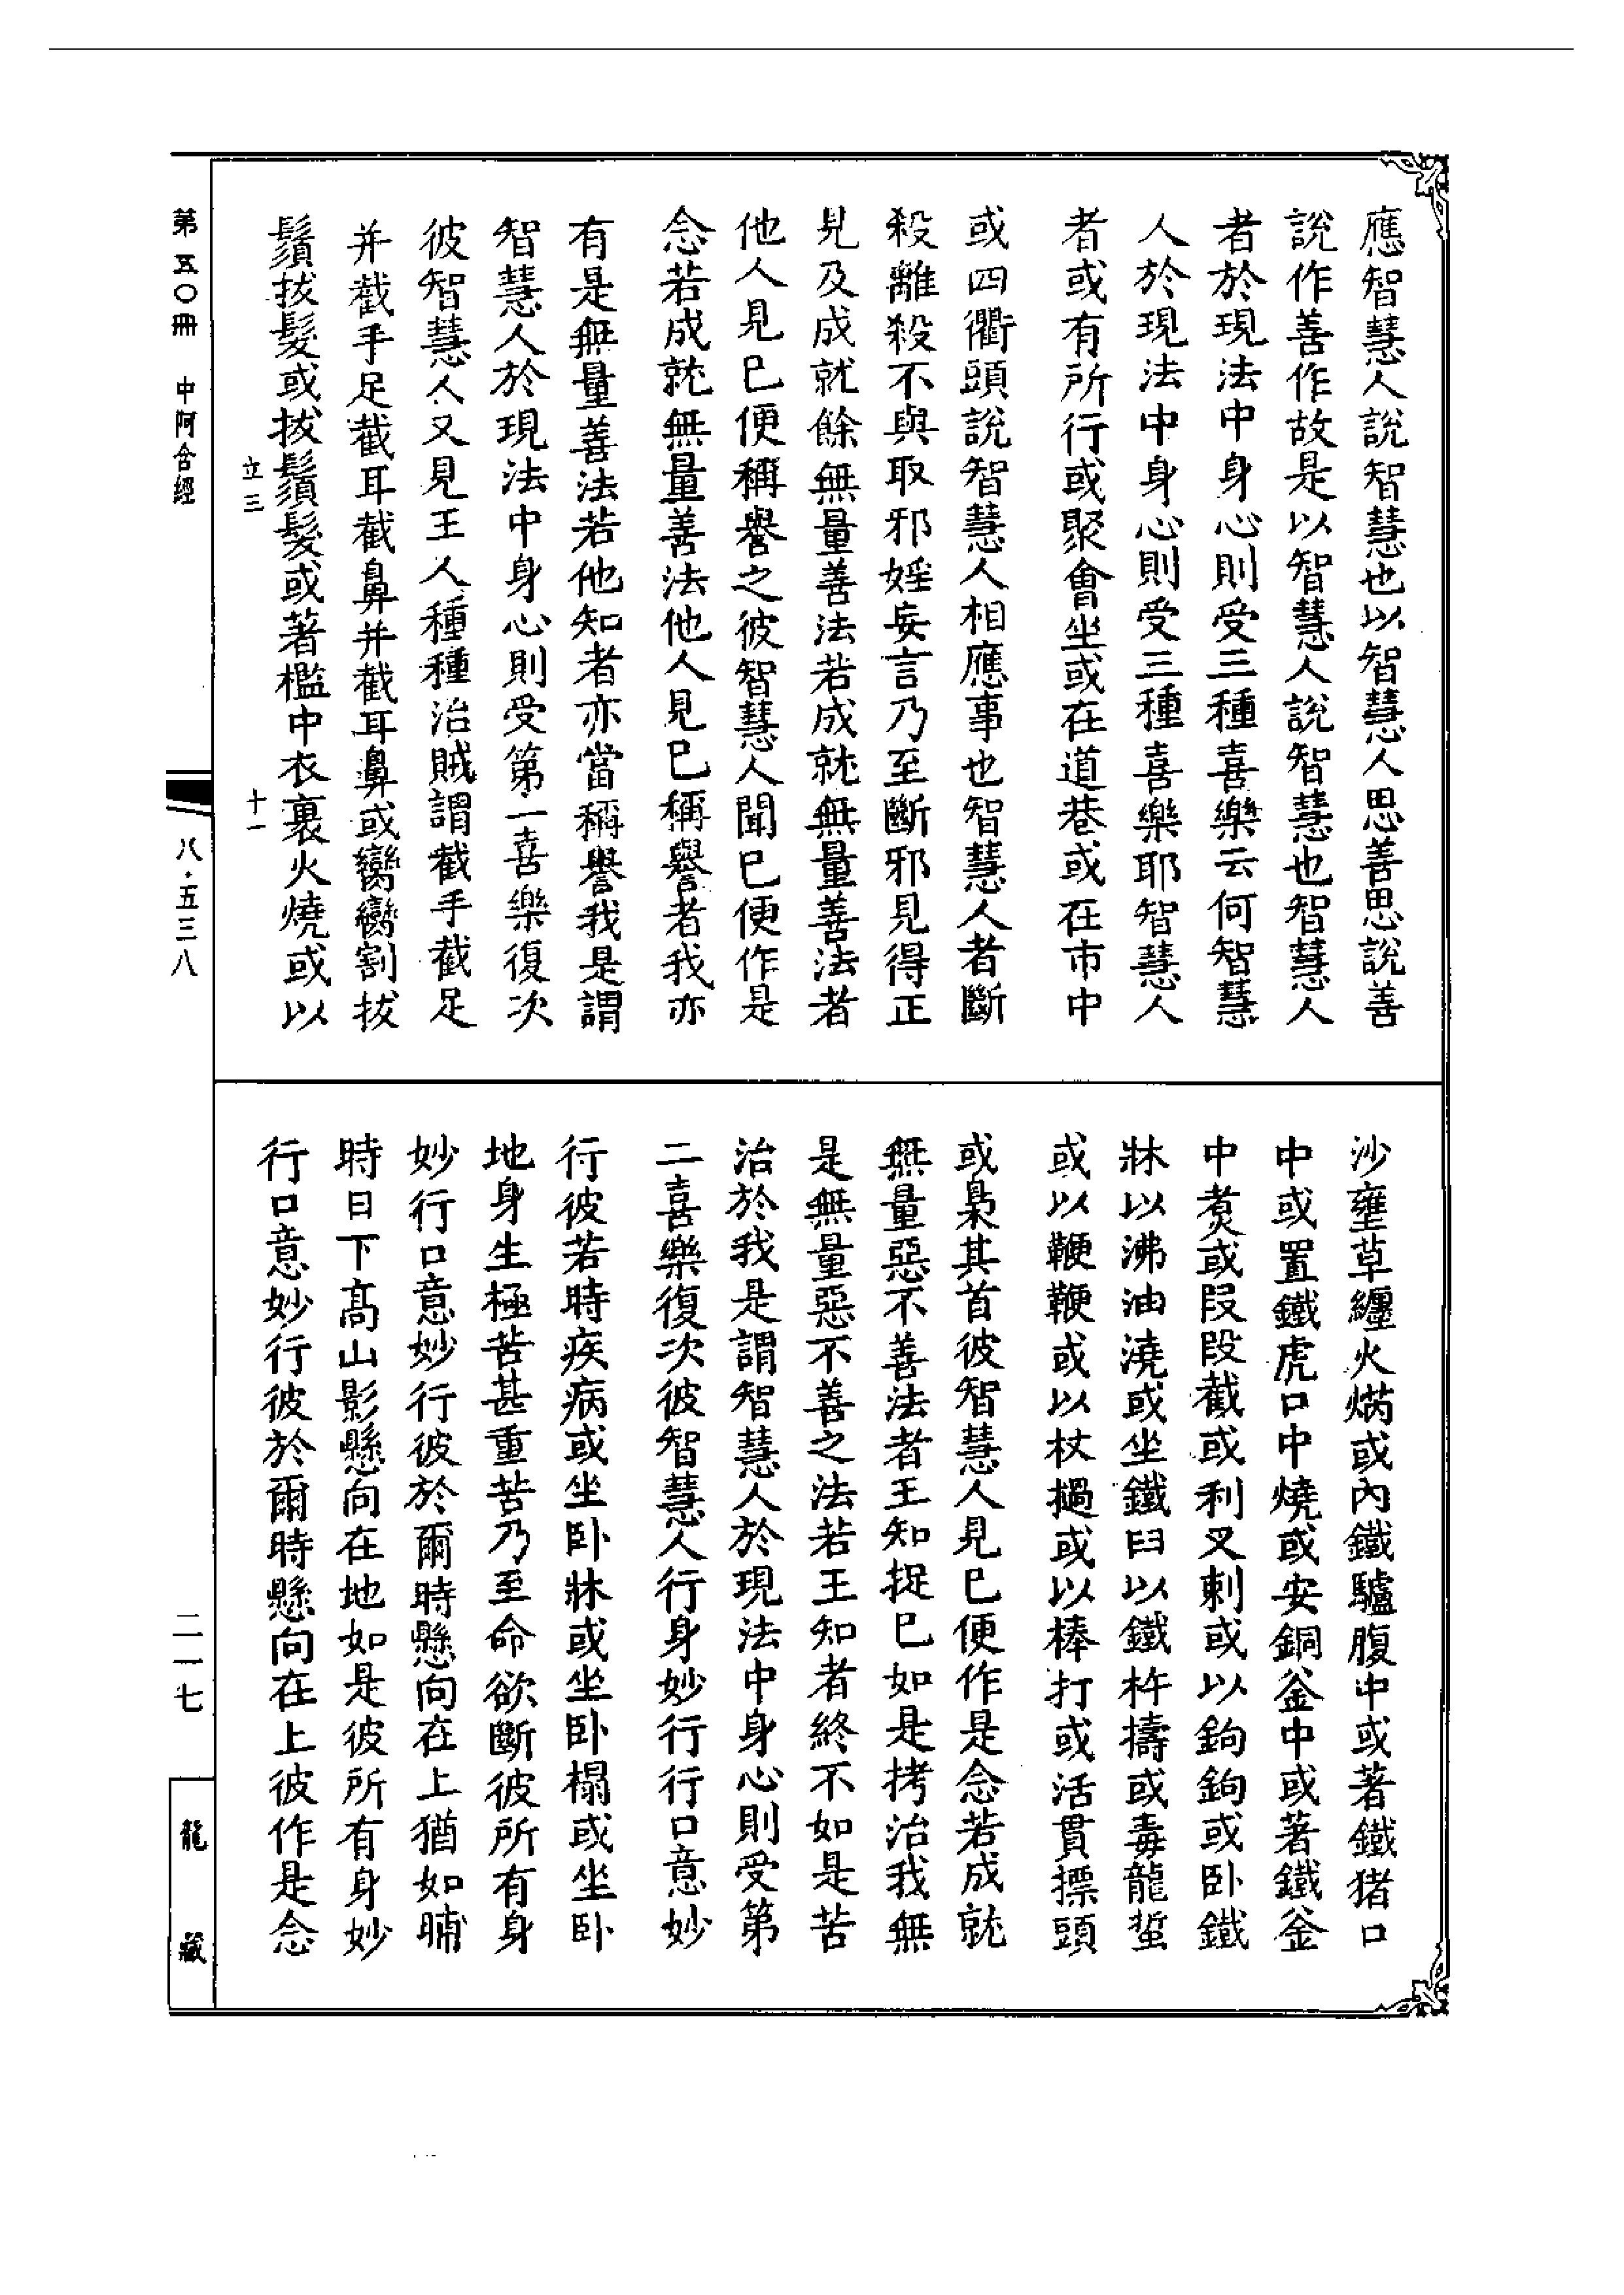 應智慧人說智慧也以智慧人思善思說善
說作善作故是以智慧人說智慧也智慧人
者於現法中身心則受三種喜樂云何智慧
人於現法中身心則受三種喜樂耶智慧人
者或有所行或聚會坐或在道巷或在市中
或四衢頭說智慧人相應事也智慧人者斷
殺離殺不與取邪婬妄言乃至斷邪見得正
見及成就餘無量善法若成就無量善法者
他人見已便稱譽之彼智慧人聞已便作是
念若成就無量善法他人見已稱譽者我亦
有是無量善法若他知者亦當稱譽我是謂
智慧人於現法中身心則受第一喜樂復次
彼智慧人又見王人種種治賊謂截手截足
并截手足截耳截鼻并截耳鼻或臠臠割拔
鬚拔髮或拔鬚髮或著檻中衣裹火燒或以
沙壅草纏火焫或內鐵驢腹中或著鐵猪口
中或置鐵虎口中燒或安銅釜中或著鐵釜
中煑或段段截或利叉刺或以鉤鉤或卧鐵
牀以沸油澆或坐鐵臼以鐵杵擣或毒龍蜇
或以鞭鞭或以杖撾或以棒打或活貫摽頭
或梟其首彼智慧人見已便作是念若成就
無量惡不善法者王知捉已如是拷治我無
是無量惡不善之法若王知者終不如是苦
治於我是謂智慧人於現法中身心則受第
二喜樂復次彼智慧人行身妙行行口意妙
行彼若時疾病或坐卧牀或坐卧榻或坐卧
地身生極苦甚重苦乃至命欲斷彼所有身
妙行口意妙行彼於爾時懸向在上猶如晡
時日下高山影懸向在地如是彼所有身妙
行口意妙行彼於爾時懸向在上彼作是念
立三
十一
第一五〇冊 中阿含經
八·五三八
二一七
龍藏